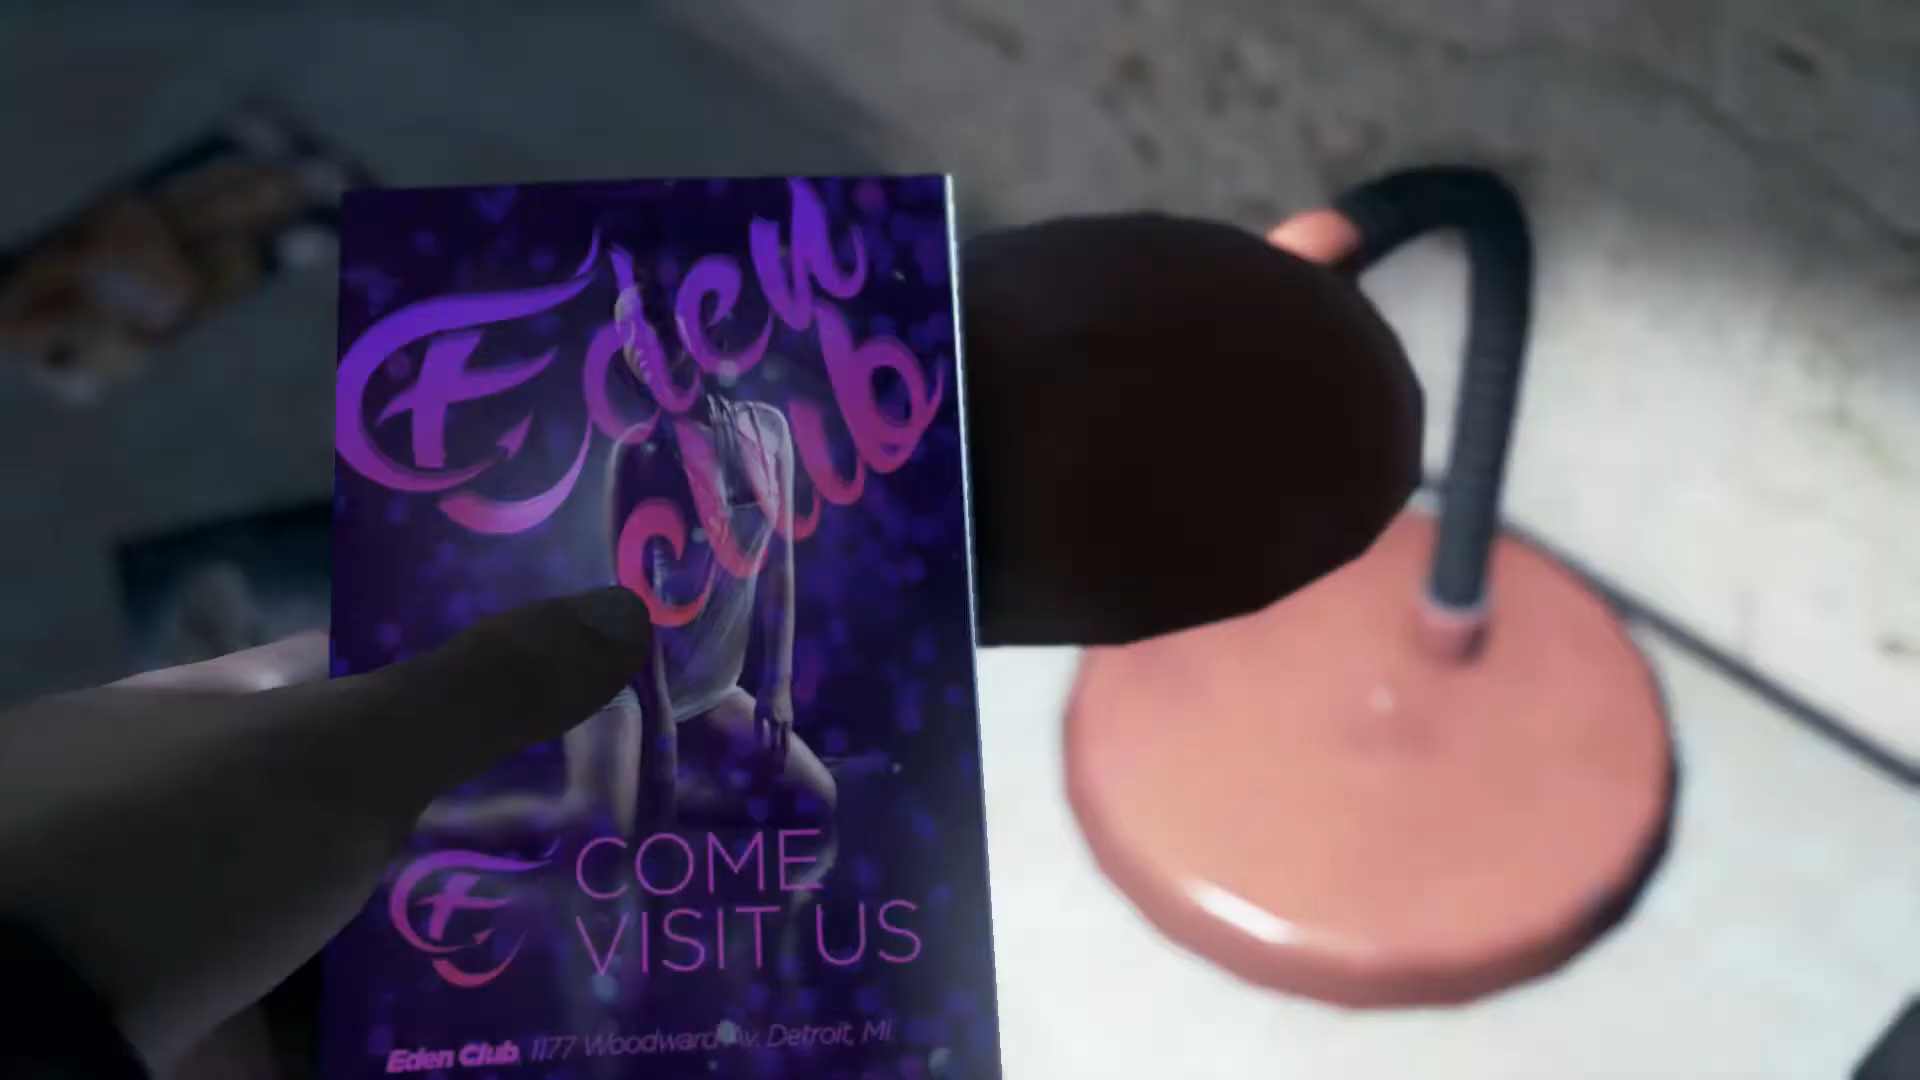 Eden
club
COME
VISIT US
Eden Club, 1177 Woodward Av. Detroit, MI.